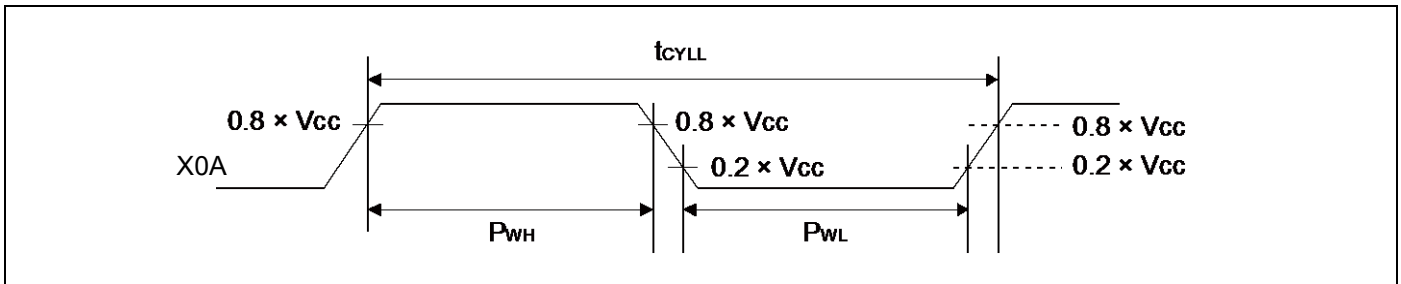 tCYLL
0.8 × Vcc 0.8 × Vcc 0.8 × Vcc
X0A 0.2 × Vcc 0.2 × Vcc
PWH PWL